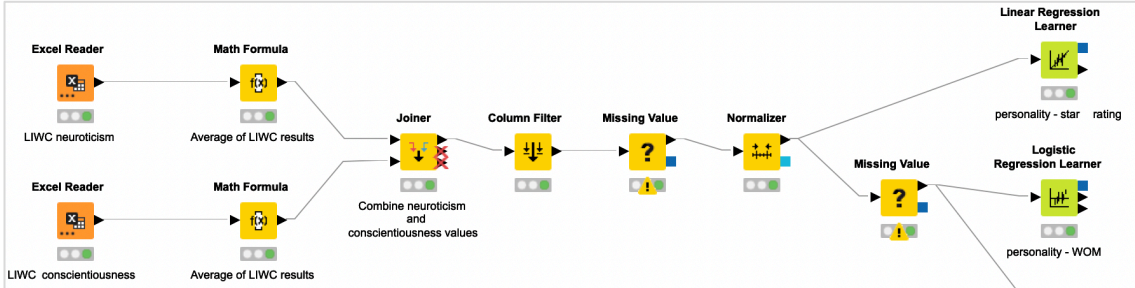 Linear Regression
Learner
Excel Reader
Math Formula
X
f(x)
LIWC neuroticism
Average of LIWC results
personality - star rating
Joiner
Column Filter
Missing Value
Normalizer
?
!
Missing Value
?
!
Logistic
Regression Learner
Excel Reader
Math Formula
X
f(x)
Combine neuroticism
and
conscientiousness values
personality - WOM
LIWC conscientiousness
Average of LIWC results